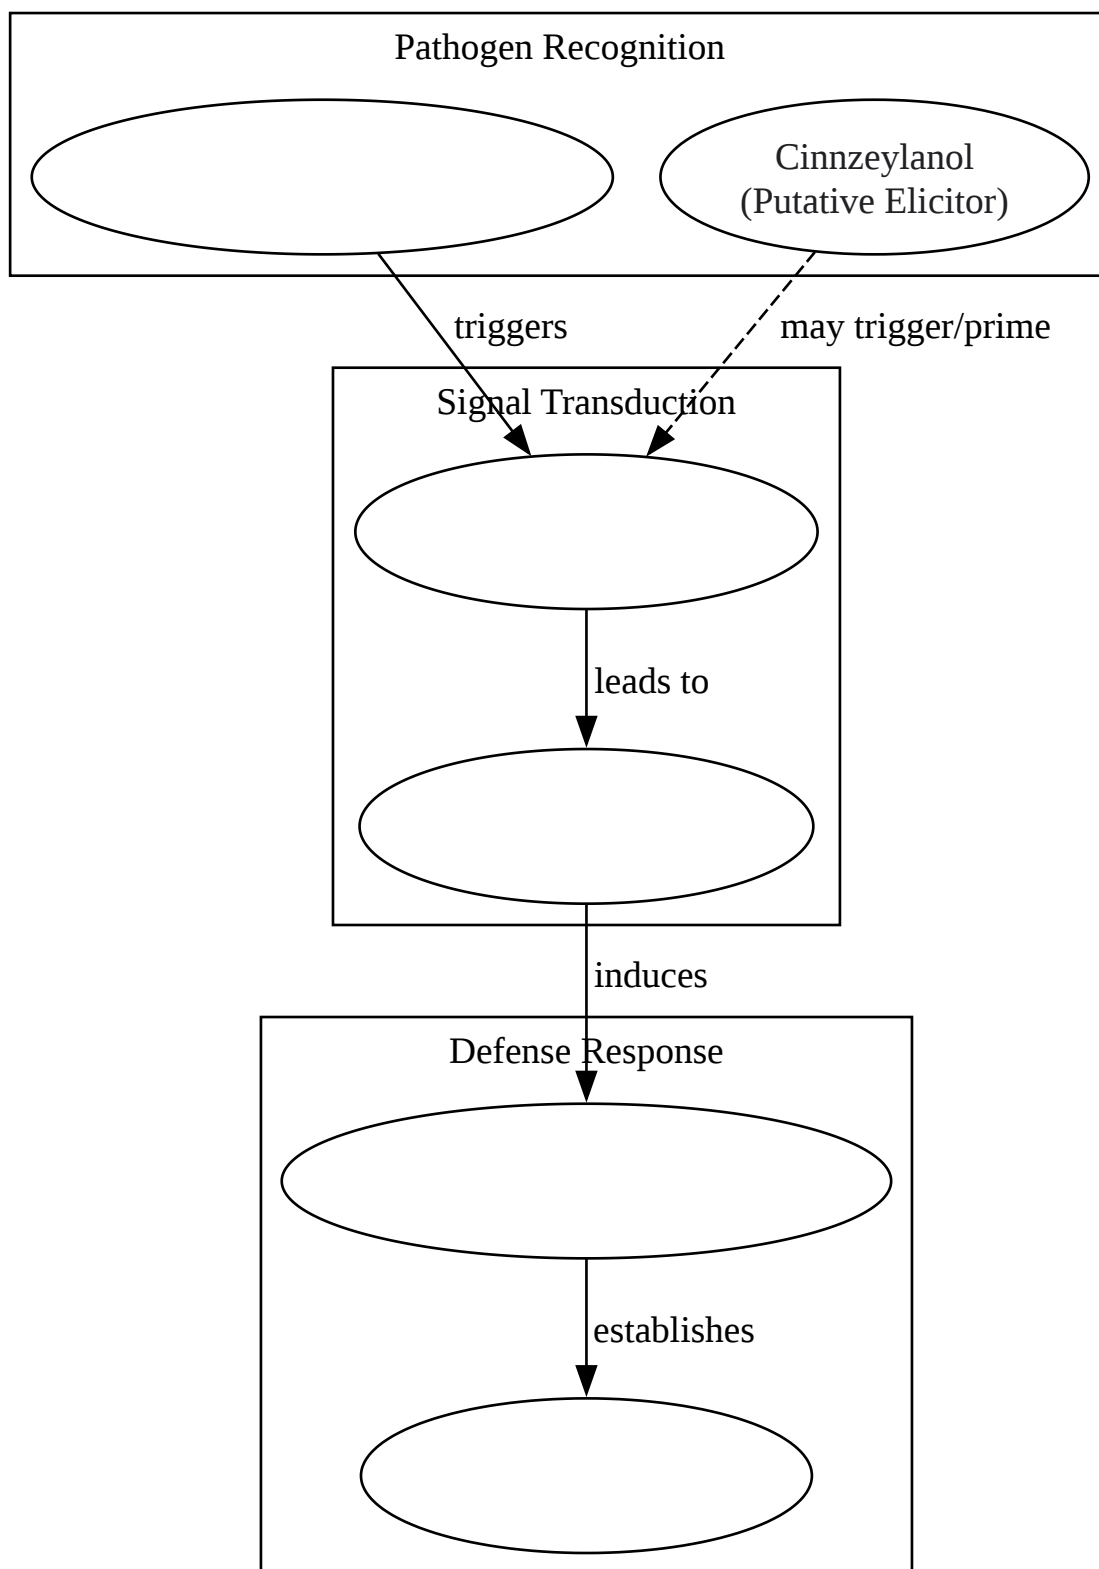 Pathogen Recognition
Cinnzeylanol
(Putative Elicitor)
triggers
may trigger/prime
Signal Transduction
leads to
induces
Defense Response
establishes